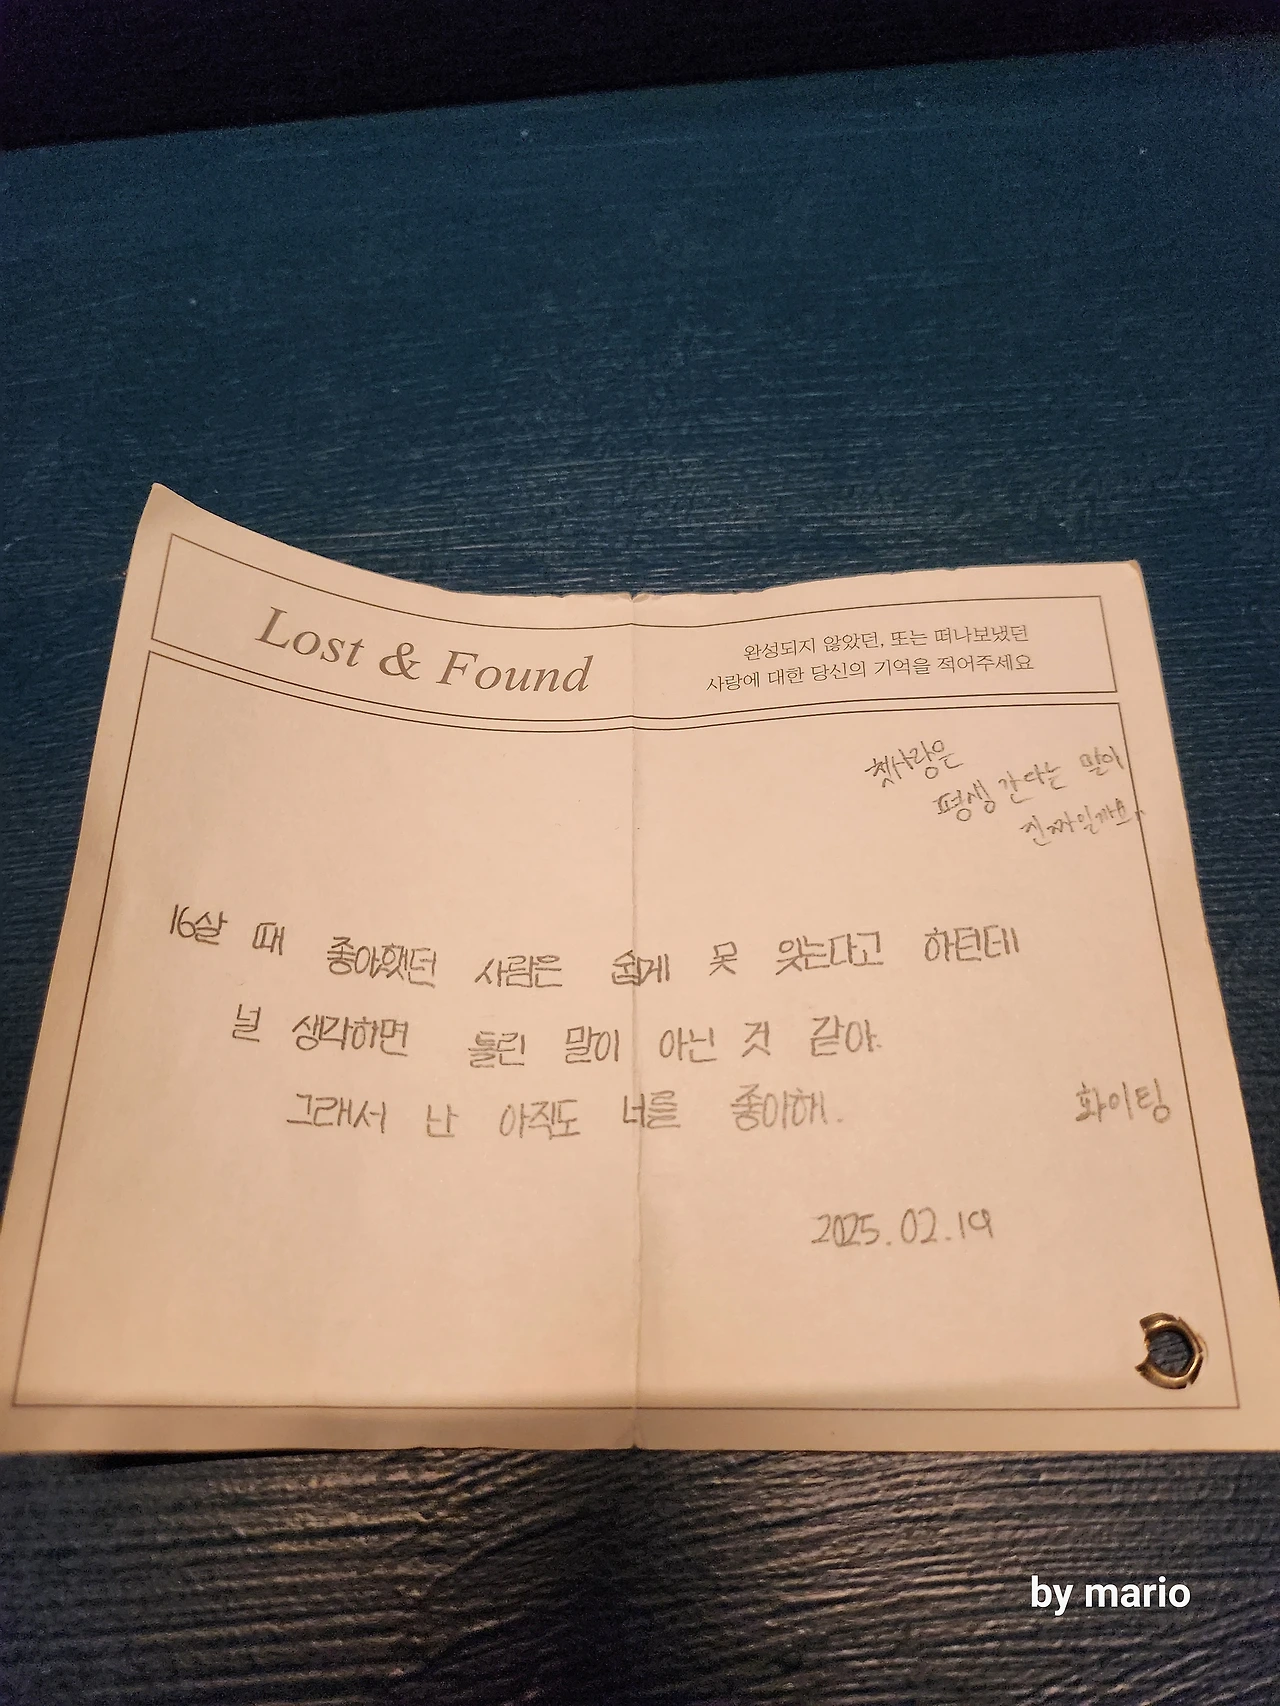 Lost & Found
완성되지 않았던, 또는 떠나보냈던
사랑에 대한 당신의 기억을 적어주세요
첫사랑은
평생 간다는 말이
진짜일까요..
16살 때 좋아했던 사람은 쉽게 못 잊는다고 하던데
널 생각하면 틀린 말이 아닌 것 같아.
그래서 난 아직도 너를 좋아해.
화이팅
2025.02.19
by mario